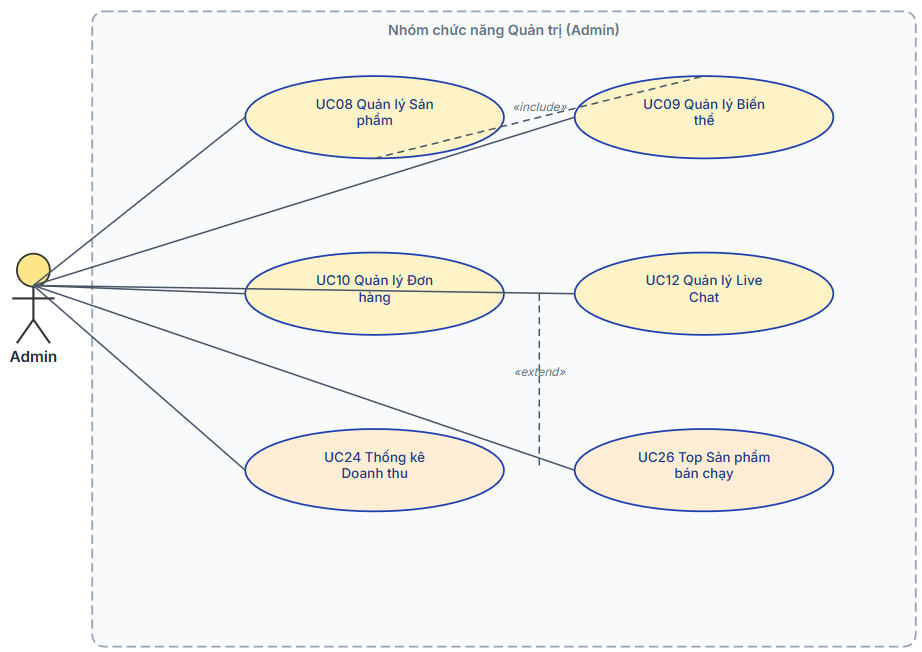 Nhóm chức năng Quản trị (Admin)
UC08 Quản lý Sản
phẩm
«include»
UC09 Quản lý Biến
thể
UC10 Quản lý Đơn
hàng
UC12 Quản lý Live
Chat
Admin
«extend»
UC24 Thống kê
Doanh thu
UC26 Top Sản phẩm
bán chạy